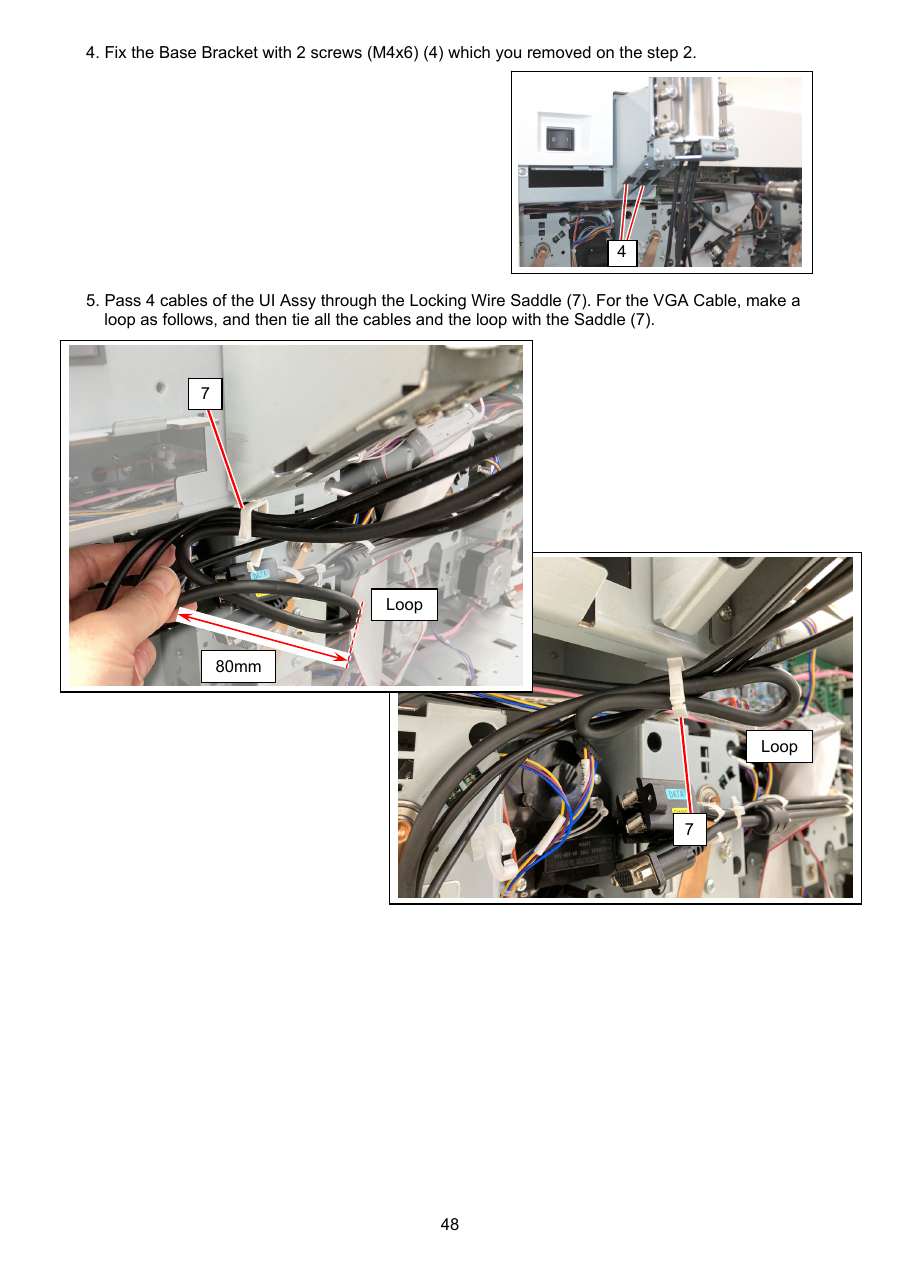 4. Fix the Base Bracket with 2 screws (M4x6) (4) which you removed on the step 2.
4
5. Pass 4 cables of the UI Assy through the Locking Wire Saddle (7). For the VGA Cable, make a
loop as follows, and then tie all the cables and the loop with the Saddle (7).
7
DATA
Loop
80mm
Loop
DATA
7
48